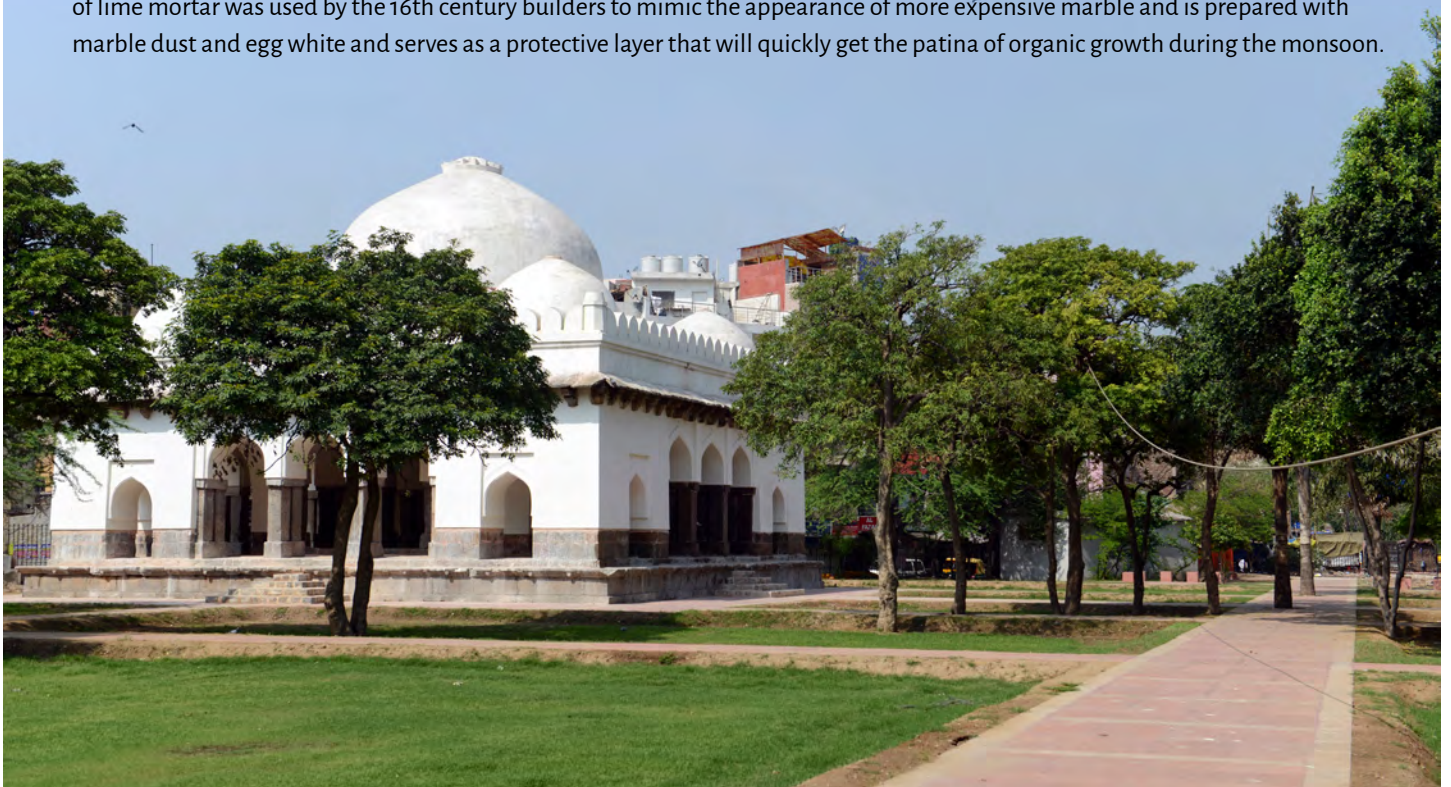 of lime mortar was used by the 16th century builders to mimic the appearance of more expensive marble and is prepared with
marble dust and egg white and serves as a protective layer that will quickly get the patina of organic growth during the monsoon.